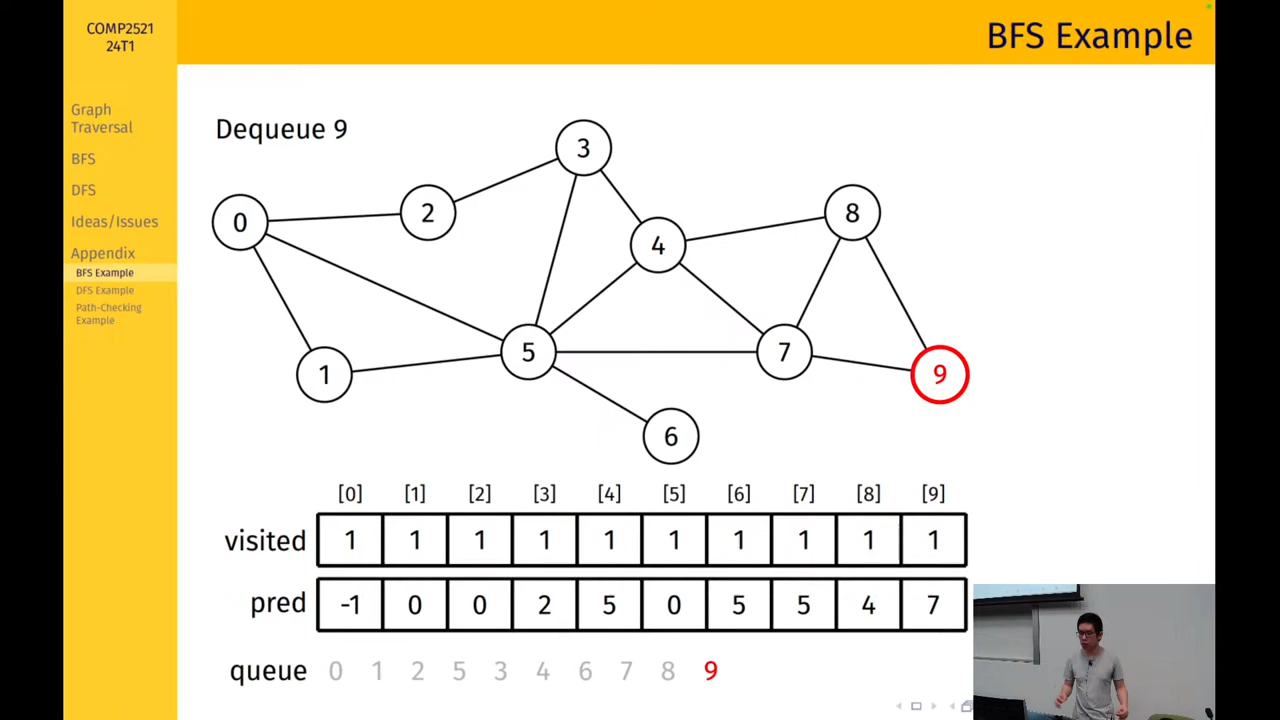 COMP2521
24T1
BFS Example
Graph
Traversal
BFS
DFS
Ideas/Issues
Appendix
BFS Example
DFS Example
Path-Checking
Example
Dequeue 9
3
8
2
0
4
5
7
1
9
6
[0] [1] [2] [3] [4] [5] [6] [7] [8] [9]
visited 1 1 1 1 1 1 1 1 1 1
pred -1 0 0 2 5 0 5 5 4 7
queue 0 1 2 5 3 4 6 7 8 9